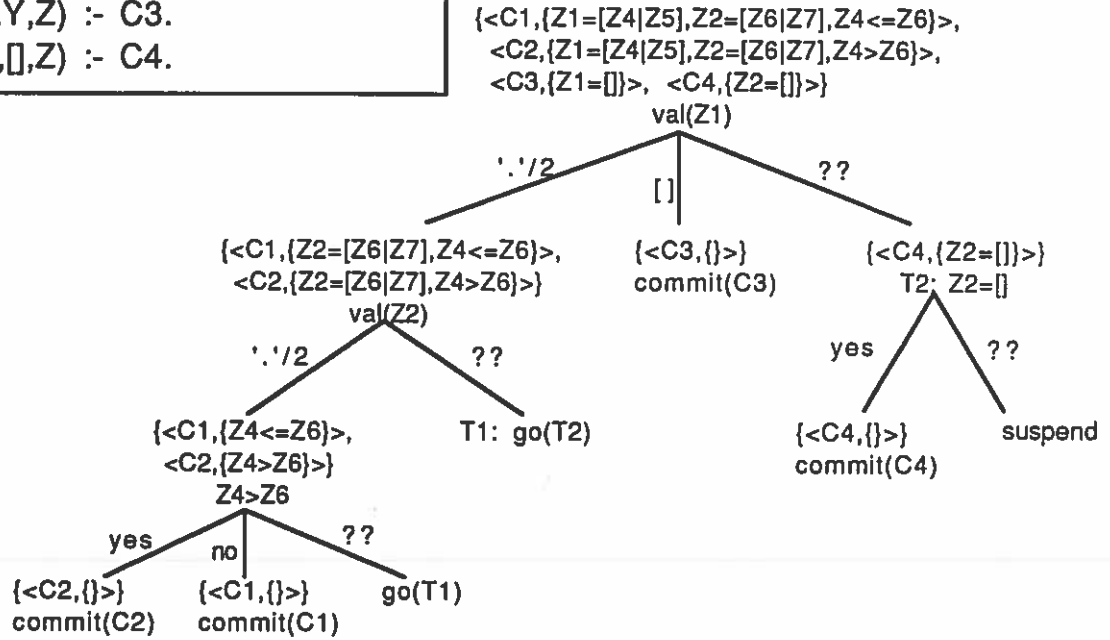 Y,Z) :- C3.
,[],Z) :- C4.
{<C1,{Z1=[Z4|Z5],Z2=[Z6|Z7],Z4<=Z6}>,
<C2,{Z1=[Z4|Z5],Z2=[Z6|Z7],Z4>Z6}>,
<C3,{Z1=[]}>, <C4,{Z2=[]}>}
val(Z1)
'.'/2
[]
??
{<C1,{Z2=[Z6|Z7],Z4<=Z6}>,
<C2,{Z2=[Z6|Z7],Z4>Z6}>}
val(Z2)
{<C3,{}>}
commit(C3)
{<C4,{Z2=[]}>}
T2: Z2=[]
'.'/2
??
yes
??
{<C1,{Z4<=Z6}>,
<C2,{Z4>Z6}>}
Z4>Z6
T1: go(T2)
{<C4,{}>}
commit(C4)
suspend
yes
no
??
{<C2,{}>}
commit(C2)
{<C1,{}>}
commit(C1)
go(T1)